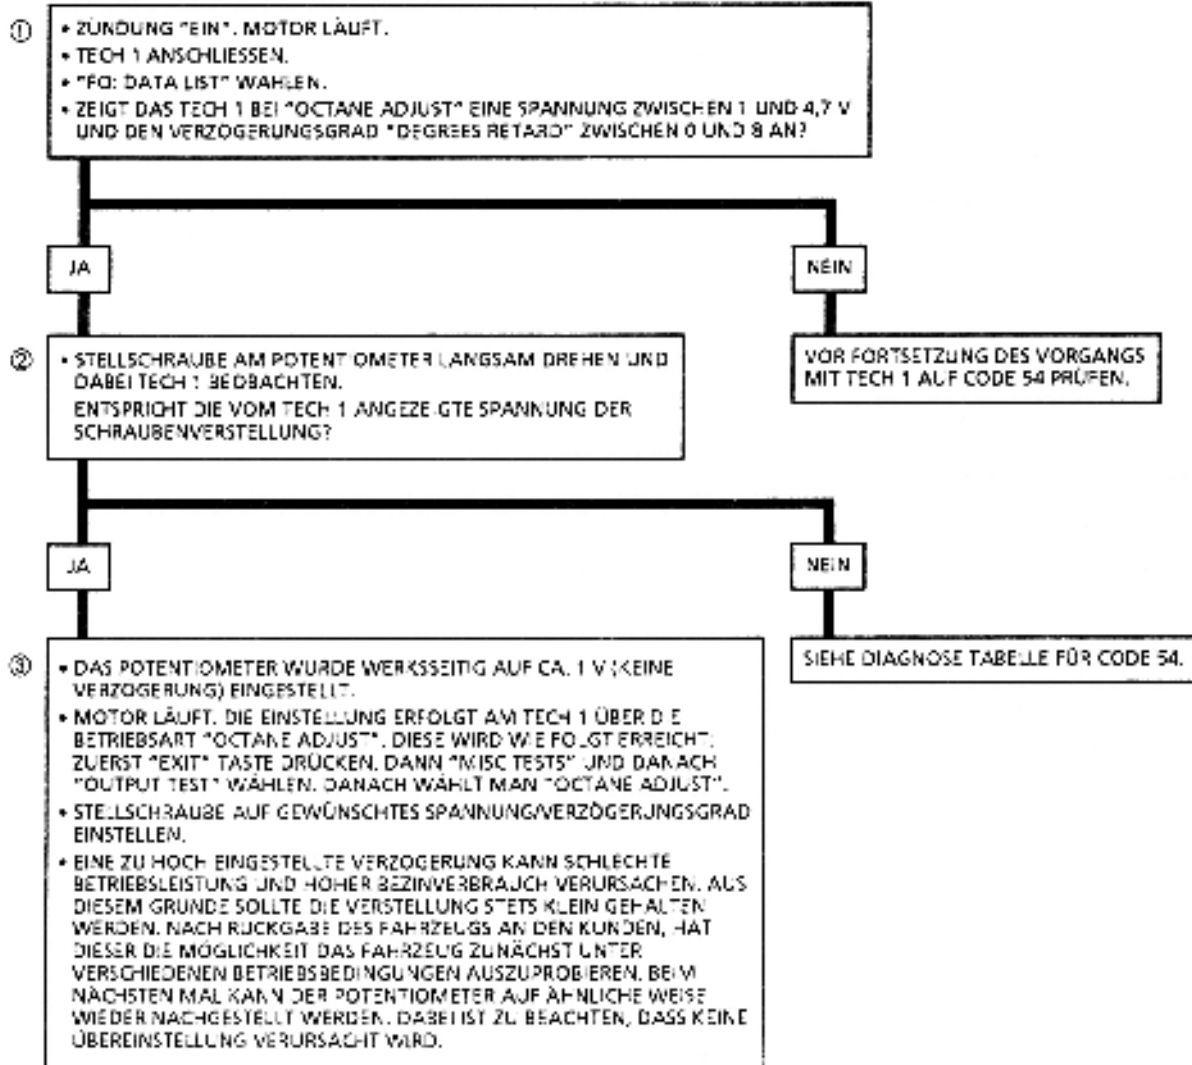 ①
• ZÜNDUNG "EIN". MOTOR LÄUFT.
• TECH 1 ANSCHLIESSEN.
• "FO: DATA LIST" WAHLEN.
• ZEIGT DAS TECH 1 BEI "OCTANE ADJUST" EINE SPANNUNG ZWISCHEN 1 UND 4,7 V
UND DEN VERZOGERUNGSGRAD "DEGREES RETARD" ZWISCHEN 0 UND 8 AN?
JA
NEIN
②
• STELLSCHRAUBE AM POTENTIOMETER LANGSAM DREHEN UND
DABEI TECH 1 BEOBACHTEN.
ENTSPRICHT DIE VOM TECH 1 ANGEZEIGTE SPANNUNG DER
SCHRAUBENVERSTELLUNG?
VOR FORTSETZUNG DES VORGANGS
MIT TECH 1 AUF CODE 54 PRÜFEN.
JA
NEIN
③
• DAS POTENTIOMETER WURDE WERKSSEITIG AUF CA. 1 V (KEINE
VERZOGERUNG) EINGESTELLT.
• MOTOR LÄUFT. DIE EINSTELLUNG ERFOLGT AM TECH 1 ÜBER DIE
BETRIEBSART "OCTANE ADJUST". DIESE WIRD WIE FOLGT ERREICHT:
ZUERST "EXIT" TASTE DRÜCKEN. DANN "MISC TESTS" UND DANACH
"OUTPUT TEST" WÄHLEN. DANACH WÄHLT MAN "OCTANE ADJUST".
• STELLSCHRAUBE AUF GEWÜNSCHTES SPANNUNG/VERZÖGERUNGSGRAD
EINSTELLEN.
• EINE ZU HOCH EINGESTELLTE VERZOGERUNG KANN SCHLECHTE
BETRIEBSLEISTUNG UND HOHER BEZINVERBRAUCH VERURSACHEN. AUS
DIESEM GRUNDE SOLLTE DIE VERSTELLUNG STETS KLEIN GEHALTEN
WERDEN. NACH RUCKGABE DES FAHRZEUGS AN DEN KUNDEN, HAT
DIESER DIE MÖGLICHKEIT DAS FAHRZEUG ZUNÄCHST UNTER
VERSCHIEDENEN BETRIEBSBEDINGUNGEN AUSZUPROBIEREN. BEIM
NÄCHSTEN MAL KANN DER POTENTIOMETER AUF ÄHNLICHE WEISE
WIEDER NACHGESTELLT WERDEN. DABEI IST ZU BEACHTEN, DASS KEINE
ÜBEREINSTELLUNG VERURSACHT WIRD.
SIEHE DIAGNOSE TABELLE FÜR CODE 54.